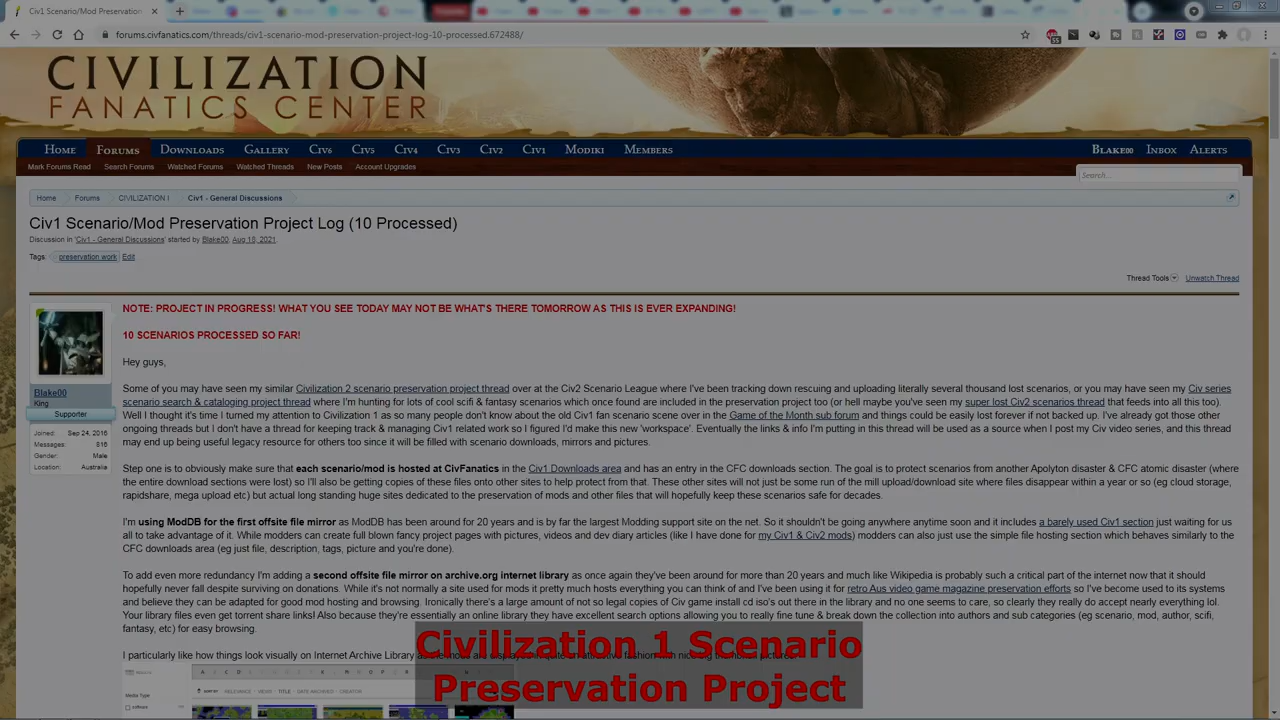 Civ1 Scenario/Mod Preservation
forums.civfanatics.com/threads/civ1-scenario-mod-preservation-project-log-10-processed.672488/
CIVILIZATION
FANATICS CENTER
Home Forums Downloads Gallery Civ6 Civ5 Civ4 Civ3 Civ2 Civ1 Modiki Members Blake00 Inbox Alerts
Mark Forums Read Search Forums Watched Forums Watched Threads New Posts Account Upgrades
Search...
Home Forums CIVILIZATION I Civ1 - General Discussions
Civ1 Scenario/Mod Preservation Project Log (10 Processed)
Discussion in 'Civ1 - General Discussions' started by Blake00, Aug 18, 2021.
Tags: preservation work Edit
Thread Tools Unwatch Thread
NOTE: PROJECT IN PROGRESS! WHAT YOU SEE TODAY MAY NOT BE WHAT'S THERE TOMORROW AS THIS IS EVER EXPANDING!
10 SCENARIOS PROCESSED SO FAR!
Blake00
King
Supporter
Joined: Sep 24, 2016
Messages: 816
Gender: Male
Location: Australia
Hey guys,
Some of you may have seen my similar Civilization 2 scenario preservation project thread over at the Civ2 Scenario League where I've been tracking down rescuing and uploading literally several thousand lost scenarios, or you may have seen my Civ series
scenario search & cataloging project thread where I'm hunting for lots of cool scifi & fantasy scenarios which once found are included in the preservation project too (or hell maybe you've seen my super lost Civ2 scenarios thread that feeds into all this too).
Well I thought it's time I turned my attention to Civilization 1 as so many people don't know about the old Civ1 fan scenario scene over in the Game of the Month sub forum and things could be easily lost forever if not backed up. I've already got those other
ongoing threads but I don't have a thread for keeping track & managing Civ1 related work so I figured I'd make this new 'workspace'. Eventually the links & info I'm putting in this thread will be used as a source when I post my Civ video series, and this thread
may end up being useful legacy resource for others too since it will be filled with scenario downloads, mirrors and pictures.
Step one is to obviously make sure that each scenario/mod is hosted at CivFanatics in the Civ1 Downloads area and has an entry in the CFC downloads section. The goal is to protect scenarios from another Apolyton disaster & CFC atomic disaster (where
the entire download sections were lost) so I'll also be getting copies of these files onto other sites to help protect from that. These other sites will not just be some run of the mill upload/download site where files disappear within a year or so (eg cloud storage,
rapidshare, mega upload etc) but actual long standing huge sites dedicated to the preservation of mods and other files that will hopefully keep these scenarios safe for decades.
I'm using ModDB for the first offsite file mirror as ModDB has been around for 20 years and is by far the largest Modding support site on the net. So it shouldn't be going anywhere anytime soon and it includes a barely used Civ1 section just waiting for us
all to take advantage of it. While modders can create full blown fancy project pages with pictures, videos and dev diary articles (like I have done for my Civ1 & Civ2 mods) modders can also just use the simple file hosting section which behaves similarly to the
CFC downloads area (eg just file, description, tags, picture and you're done).
To add even more redundancy I'm adding a second offsite file mirror on archive.org internet library as once again they've been around for more than 20 years and much like Wikipedia is probably such a critical part of the internet now that it should
hopefully never fail despite surviving on donations. While it's not normally a site used for mods it pretty much hosts everything you can think of and I've been using it for retro Aus video game magazine preservation efforts so I've become used to its systems
and believe they can be adapted for good mod hosting and browsing. Ironically there's a large amount of not so legal copies of Civ game install cd iso's out there in the library and no one seems to care, so clearly they really do accept nearly everything lol.
Your library files even get torrent share links! Also because they're essentially an online library they have excellent search options allowing you to really fine tune & break down the collection into authors and sub categories (eg scenario, mod, author, scifi,
fantasy, etc) for easy browsing.
I particularly like how things look visually on Internet Archive Library as
Civilization 1 Scenario
Preservation Project
Media Type
SORT BY RELEVANCE VIEWS TITLE DATE ARCHIVED CREATOR